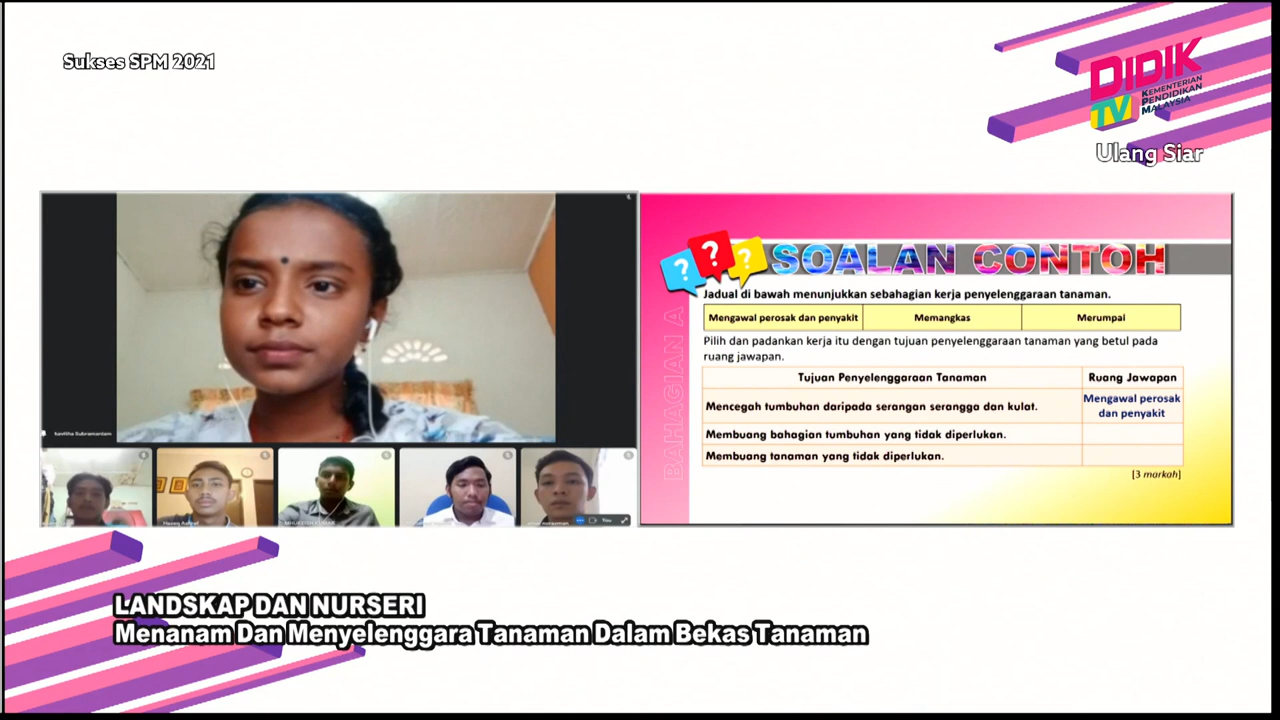 Sukses SPM 2021
DIDIK
TV
KEMENTERIAN
PENDIDIKAN
MALAYSIA
Ulang Siar
SOALAN CONTOH
BAHAGIAN A
Jadual di bawah menunjukkan sebahagian kerja penyelenggaraan tanaman.
Mengawal perosak dan penyakit Memangkas Merumpai
Pilih dan padankan kerja itu dengan tujuan penyelenggaraan tanaman yang betul pada
ruang jawapan.
Tujuan Penyelenggaraan Tanaman Ruang Jawapan
Mencegah tumbuhan daripada serangan serangga dan kulat. Mengawal perosak
dan penyakit
Membuang bahagian tumbuhan yang tidak diperlukan.
Membuang tanaman yang tidak diperlukan.
[3 markah]
Subramaniam
You
LANDSKAP DAN NURSERI
Menanam Dan Menyelenggara Tanaman Dalam Bekas Tanaman